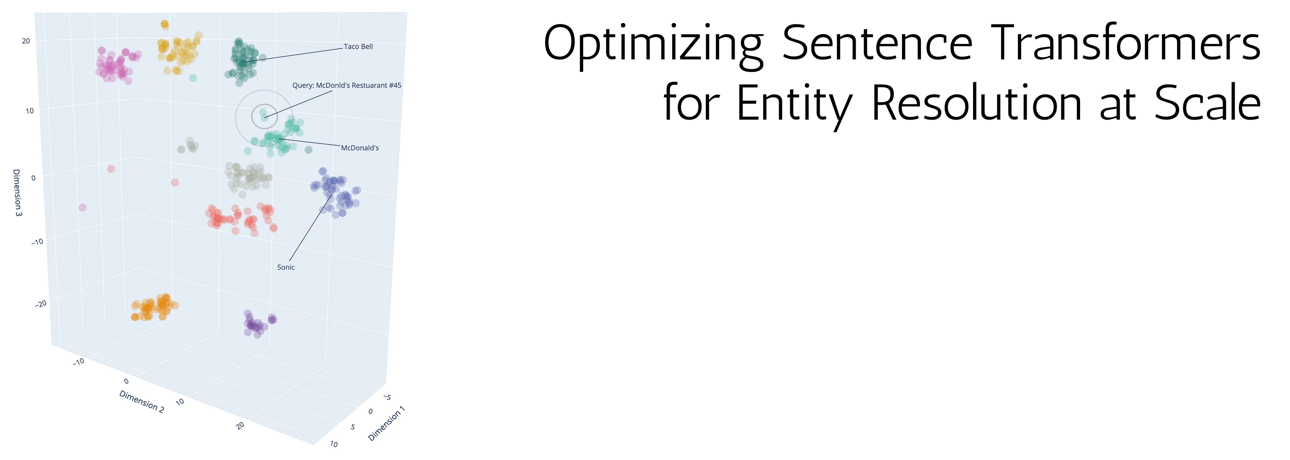 Optimizing Sentence Transformers
for Entity Resolution at Scale
20
10
0
−10
−20
Dimension 3
Taco Bell
Query: McDonld's Restuarant #45
McDonald's
Sonic
−10
0
10
20
Dimension 2
−5
0
5
10
Dimension 1